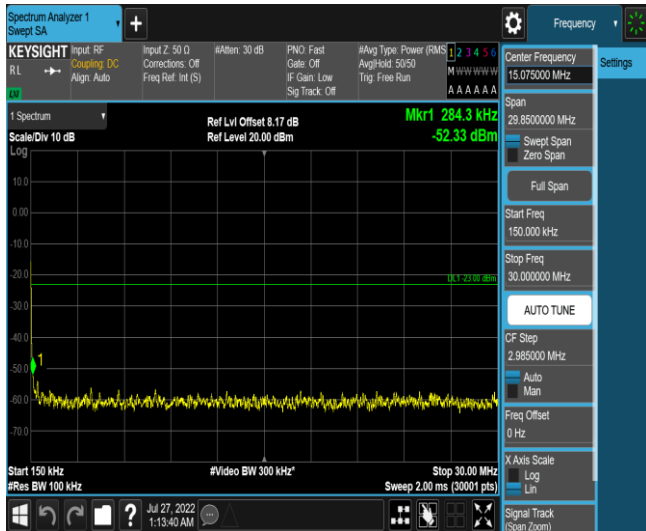 Spectrum Analyzer 1
Swept SA
Frequency
KEYSIGHT
RL
LXI
Input: RF
Coupling: DC
Align: Auto
Input Z: 50 Ω
Corrections: Off
Freq Ref: Int (S)
#Atten: 30 dB
PNO: Fast
Gate: Off
IF Gain: Low
Sig Track: Off
#Avg Type: Power (RMS
Avg|Hold: 50/50
Trig: Free Run
1 2 3 4 5 6
M W W W W W
A A A A A A
1 Spectrum
Scale/Div 10 dB
Log
Ref Lvl Offset 8.17 dB
Ref Level 20.00 dBm
Mkr1 284.3 kHz
-52.33 dBm
10.0
0.00
-10.0
-20.0
DL1 -23.00 dBm
-30.0
-40.0
1
-50.0
-60.0
-70.0
Start 150 kHz
#Video BW 300 kHz*
Stop 30.00 MHz
#Res BW 100 kHz
Sweep 2.00 ms (30001 pts)
?
Jul 27, 2022
1:13:40 AM
Center Frequency
15.075000 MHz
Settings
Span
29.8500000 MHz
Swept Span
Zero Span
Full Span
Start Freq
150.000 kHz
Stop Freq
30.000000 MHz
AUTO TUNE
CF Step
2.985000 MHz
Auto
Man
Freq Offset
0 Hz
X Axis Scale
Log
Lin
Signal Track
(Span Zoom)